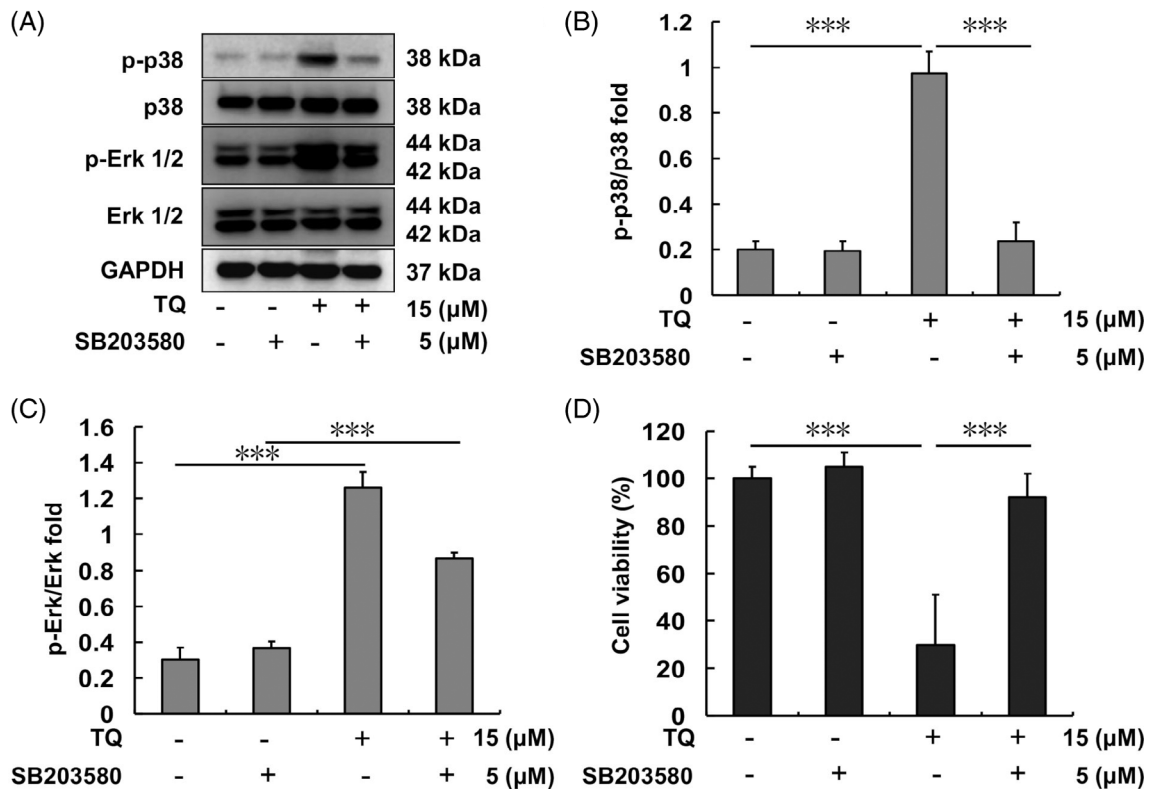 (A)
p-p38 38 kDa
p38 38 kDa
p-Erk 1/2 44 kDa
42 kDa
Erk 1/2 44 kDa
42 kDa
GAPDH 37 kDa
TQ - - + + 15 (µM)
SB203580 - + - + 5 (µM)
(B)
*** ***
p-p38/p38 fold
1.2
1
0.8
0.6
0.4
0.2
0
TQ - - + + 15 (µM)
SB203580 - + - + 5 (µM)
(C)
***
***
p-Erk/Erk fold
1.6
1.4
1.2
1
0.8
0.6
0.4
0.2
0
TQ - - + + 15 (µM)
SB203580 - + - + 5 (µM)
(D)
*** ***
Cell viability (%)
120
100
80
60
40
20
0
TQ - - + + 15 (µM)
SB203580 - + - + 5 (µM)